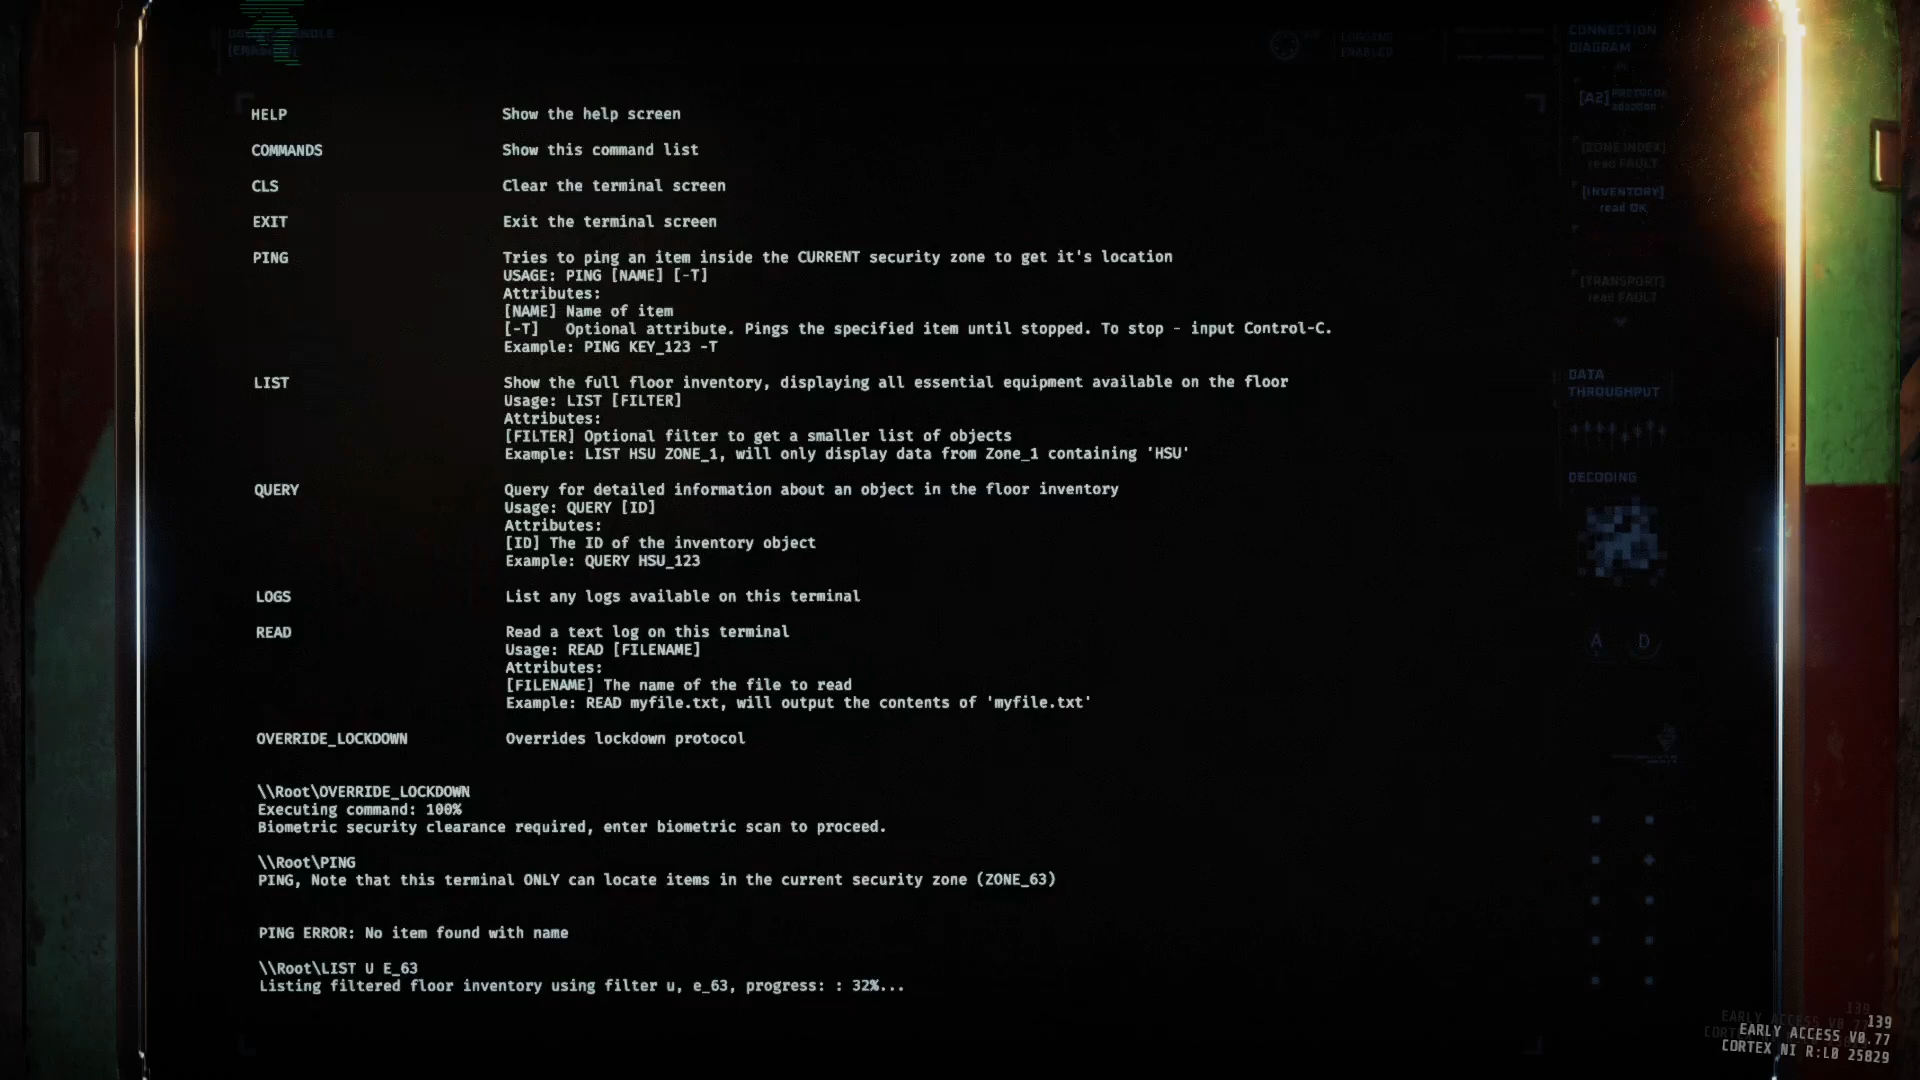 LOGGING
ENABLED
CONNECTION
DIAGRAM
[A2] PROTOCOL
adaption
[ZONE INDEX]
read FAULT
[INVENTORY]
read OK
[TRANSPORT]
read FAULT
DATA
THROUGHPUT
DECODING
A D
HELP Show the help screen
COMMANDS Show this command list
CLS Clear the terminal screen
EXIT Exit the terminal screen
PING Tries to ping an item inside the CURRENT security zone to get it's location
USAGE: PING [NAME] [-T]
Attributes:
[NAME] Name of item
[-T] Optional attribute. Pings the specified item until stopped. To stop - input Control-C.
Example: PING KEY_123 -T
LIST Show the full floor inventory, displaying all essential equipment available on the floor
Usage: LIST [FILTER]
Attributes:
[FILTER] Optional filter to get a smaller list of objects
Example: LIST HSU ZONE_1, will only display data from Zone_1 containing 'HSU'
QUERY Query for detailed information about an object in the floor inventory
Usage: QUERY [ID]
Attributes:
[ID] The ID of the inventory object
Example: QUERY HSU_123
LOGS List any logs available on this terminal
READ Read a text log on this terminal
Usage: READ [FILENAME]
Attributes:
[FILENAME] The name of the file to read
Example: READ myfile.txt, will output the contents of 'myfile.txt'
OVERRIDE_LOCKDOWN Overrides lockdown protocol
\\Root\OVERRIDE_LOCKDOWN
Executing command: 100%
Biometric security clearance required, enter biometric scan to proceed.
\\Root\PING
PING, Note that this terminal ONLY can locate items in the current security zone (ZONE_63)
PING ERROR: No item found with name
\\Root\LIST U E_63
Listing filtered floor inventory using filter u, e_63, progress: : 32%...
139
EARLY ACCESS V0.77
CORTEX NI R:L0 25829